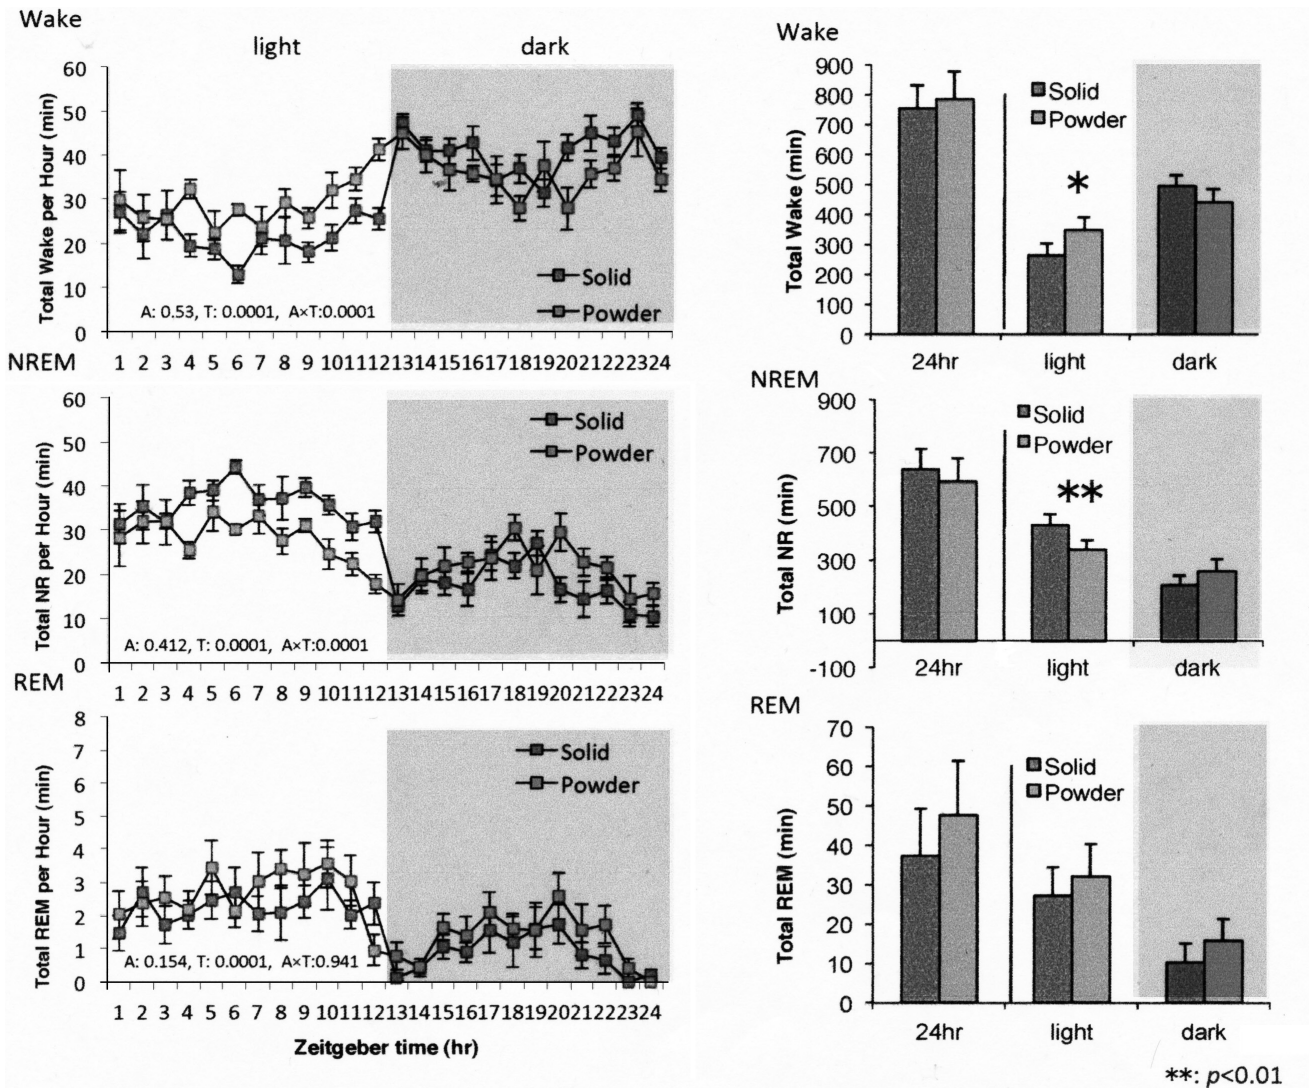 Wake
light dark
60
50
40
30
20
10
0
Total Wake per Hour (min)
Solid
Powder
A: 0.53, T: 0.0001, A×T:0.0001
1 2 3 4 5 6 7 8 9 10 11 12 13 14 15 16 17 18 19 20 21 22 23 24
NREM
60
50
40
30
20
10
0
Total NR per Hour (min)
Solid
Powder
A: 0.412, T: 0.0001, A×T:0.0001
1 2 3 4 5 6 7 8 9 10 11 12 13 14 15 16 17 18 19 20 21 22 23 24
REM
8
7
6
5
4
3
2
1
0
Total REM per Hour (min)
Solid
Powder
A: 0.154, T: 0.0001, A×T:0.941
1 2 3 4 5 6 7 8 9 10 11 12 13 14 15 16 17 18 19 20 21 22 23 24
Zeitgeber time (hr)
Wake
900
800
700
600
500
400
300
200
100
0
Total Wake (min)
Solid
Powder
*
24hr light dark
NREM
900
700
500
300
100
-100
Total NR (min)
Solid
Powder
**
24hr light dark
REM
70
60
50
40
30
20
10
0
Total REM (min)
Solid
Powder
24hr light dark
**: p<0.01